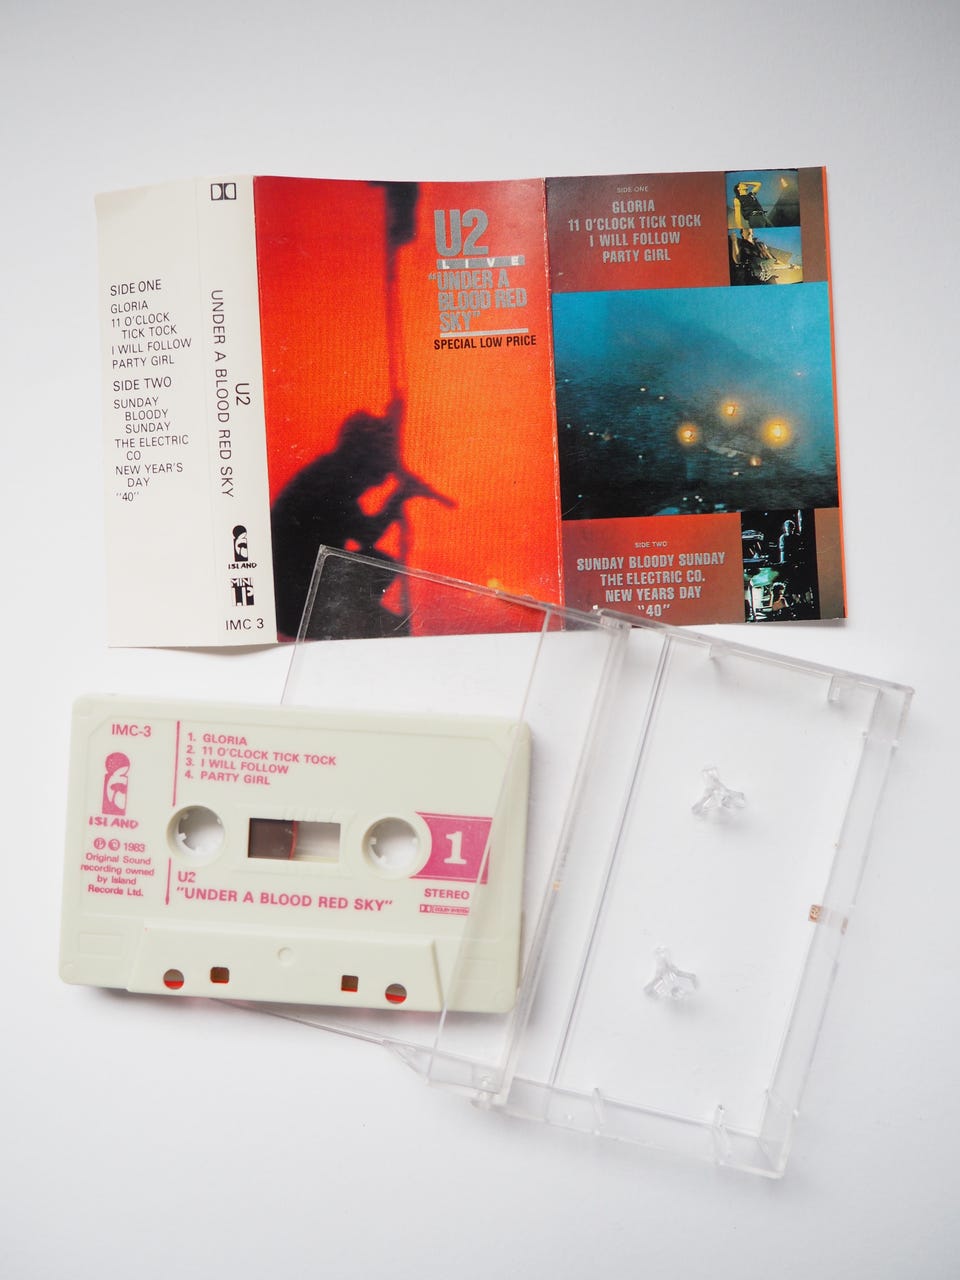 SIDE ONE
GLORIA
11 O'CLOCK
TICK TOCK
I WILL FOLLOW
PARTY GIRL
SIDE TWO
SUNDAY
BLOODY
SUNDAY
THE ELECTRIC
CO
NEW YEAR'S
DAY
"40"
U2
UNDER A BLOOD RED SKY
ISLAND
MINI
LP
IMC 3
U2
LIVE
"UNDER A
BLOOD RED
SKY"
SPECIAL LOW PRICE
SIDE ONE
GLORIA
11 O'CLOCK TICK TOCK
I WILL FOLLOW
PARTY GIRL
SIDE TWO
SUNDAY BLOODY SUNDAY
THE ELECTRIC CO.
NEW YEARS DAY
"40"
IMC-3
ISLAND
℗ © 1983
Original Sound
recording owned
by Island
Records Ltd.
1. GLORIA
2. 11 O'CLOCK TICK TOCK
3. I WILL FOLLOW
4. PARTY GIRL
1
U2
"UNDER A BLOOD RED SKY"
STEREO
DOLBY SYSTEM